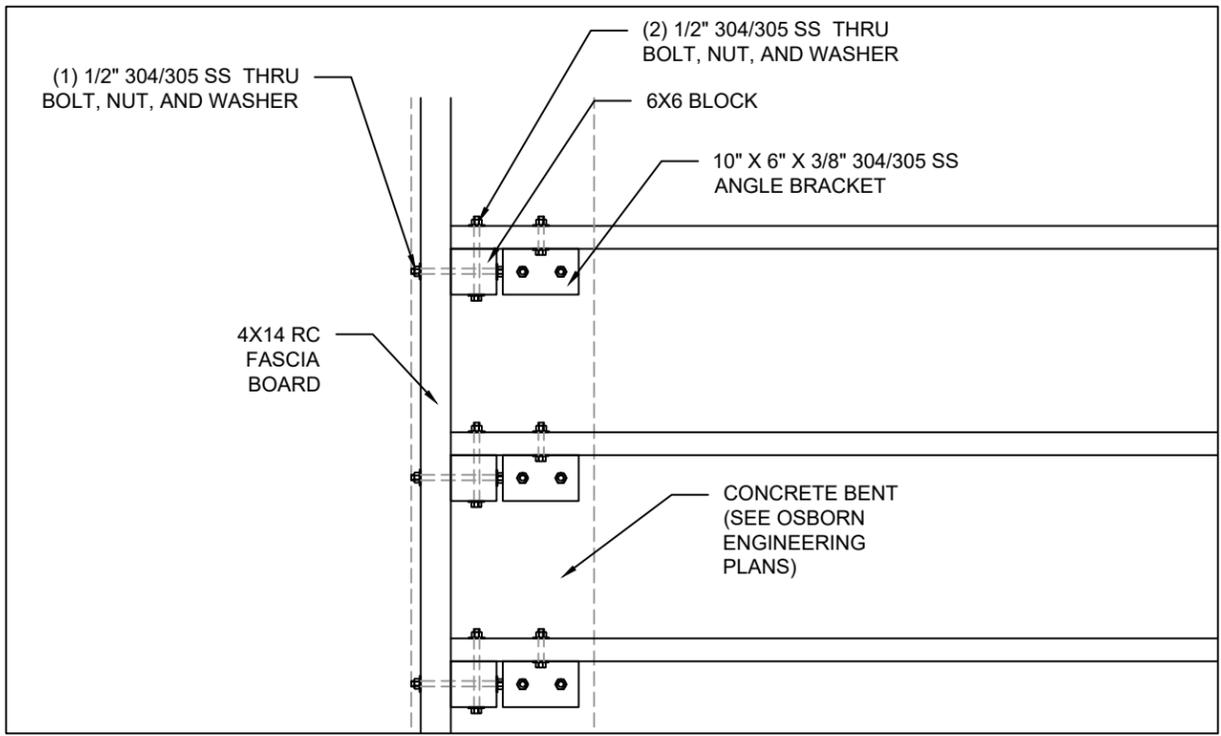 (2) 1/2" 304/305 SS THRU
BOLT, NUT, AND WASHER
(1) 1/2" 304/305 SS THRU
BOLT, NUT, AND WASHER
6X6 BLOCK
10" X 6" X 3/8" 304/305 SS
ANGLE BRACKET
4X14 RC
FASCIA
BOARD
CONCRETE BENT
(SEE OSBORN
ENGINEERING
PLANS)